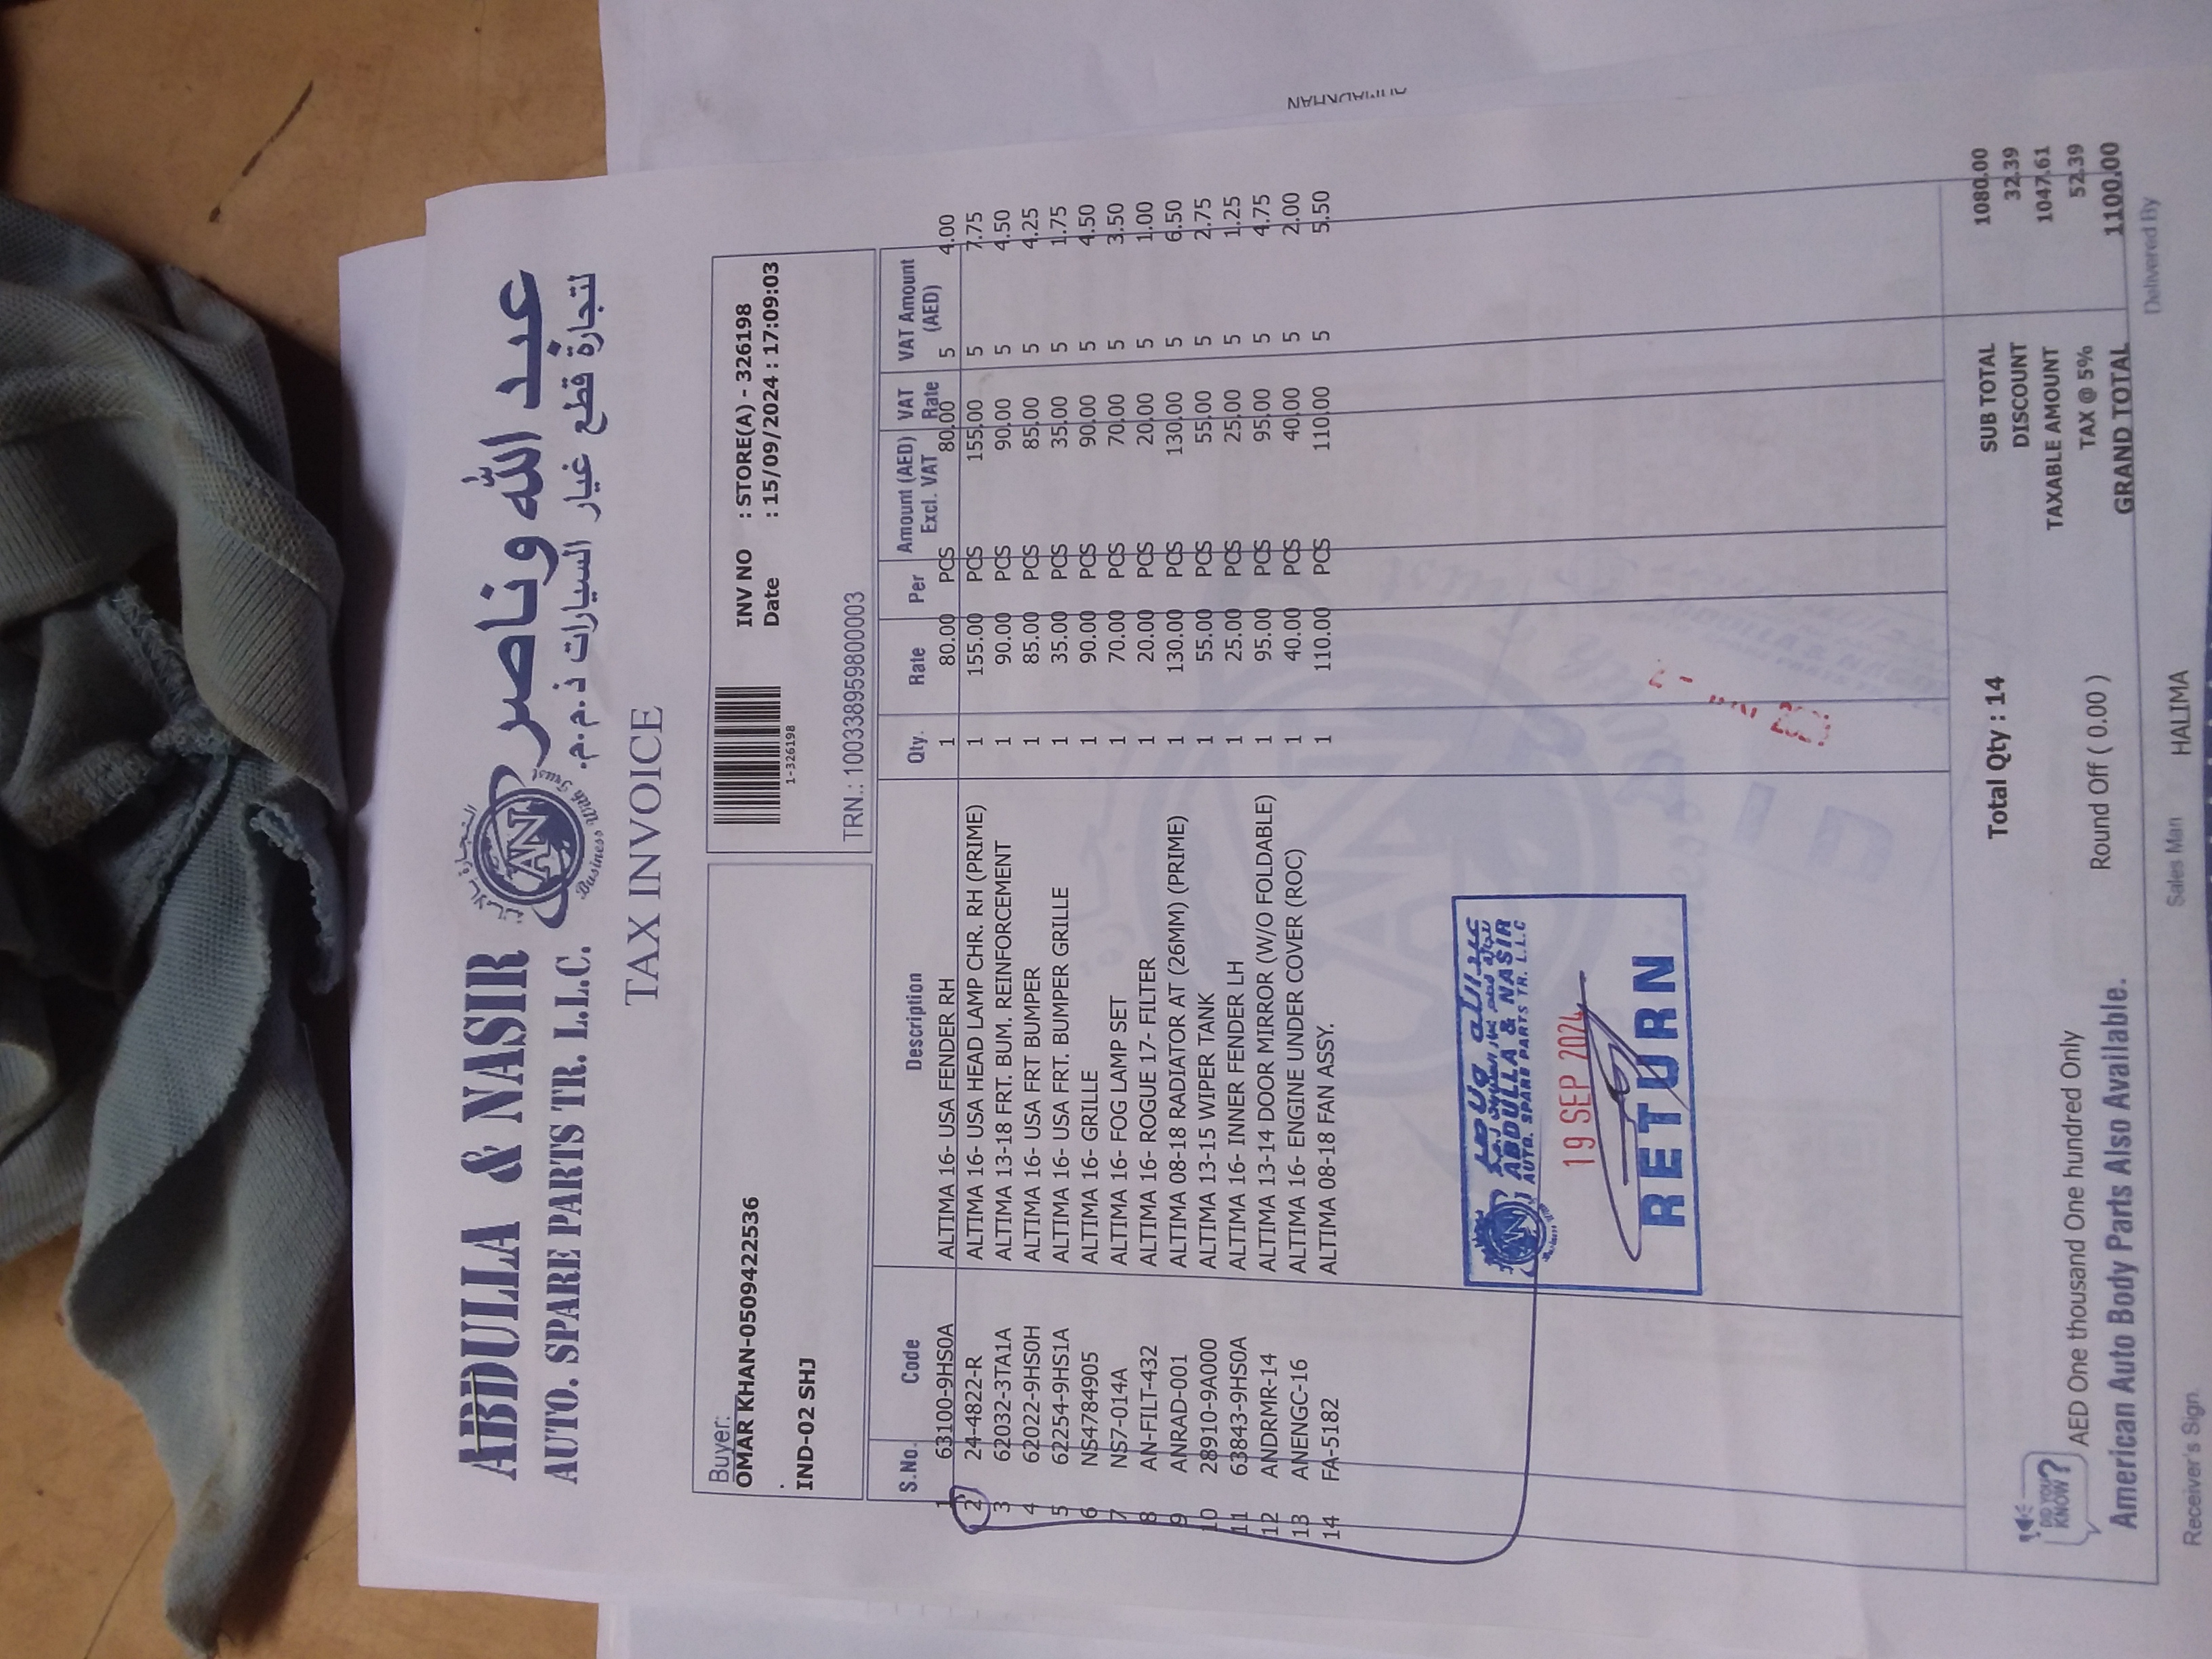 عبد الله وناصر
لتجارة قطع غيار السيارات ذ.م.م.
ABDULLA & NASIR
AUTO. SPARE PARTS TR. L.L.C.
AN
Business With Trust
TAX INVOICE
Buyer:
OMAR KHAN-0509422536
.
IND-02 SHJ
1-326198
INV NO : STORE(A) - 326198
Date : 15/09/2024 : 17:09:03
TRN.: 100338959800003
S.No. Code Description Qty. Rate Per Amount (AED) Excl. VAT VAT Rate VAT Amount (AED)
1 63100-9HS0A ALTIMA 16- USA FENDER RH 1 80.00 PCS 80.00 5 4.00
2 24-4822-R ALTIMA 16- USA HEAD LAMP CHR. RH (PRIME) 1 155.00 PCS 155.00 5 7.75
3 62032-3TA1A ALTIMA 13-18 FRT. BUM. REINFORCEMENT 1 90.00 PCS 90.00 5 4.50
4 62022-9HS0H ALTIMA 16- USA FRT BUMPER 1 85.00 PCS 85.00 5 4.25
5 62254-9HS1A ALTIMA 16- USA FRT. BUMPER GRILLE 1 35.00 PCS 35.00 5 1.75
6 NS4784905 ALTIMA 16- GRILLE 1 90.00 PCS 90.00 5 4.50
7 NS7-014A ALTIMA 16- FOG LAMP SET 1 70.00 PCS 70.00 5 3.50
8 AN-FILT-432 ALTIMA 16- ROGUE 17- FILTER 1 20.00 PCS 20.00 5 1.00
9 ANRAD-001 ALTIMA 08-18 RADIATOR AT (26MM) (PRIME) 1 130.00 PCS 130.00 5 6.50
10 28910-9A000 ALTIMA 13-15 WIPER TANK 1 55.00 PCS 55.00 5 2.75
11 63843-9HS0A ALTIMA 16- INNER FENDER LH 1 25.00 PCS 25.00 5 1.25
12 ANDRMR-14 ALTIMA 13-14 DOOR MIRROR (W/O FOLDABLE) 1 95.00 PCS 95.00 5 4.75
13 ANENGC-16 ALTIMA 16- ENGINE UNDER COVER (ROC) 1 40.00 PCS 40.00 5 2.00
14 FA-5182 ALTIMA 08-18 FAN ASSY. 1 110.00 PCS 110.00 5 5.50
ABDULLA & NASIR
AUTO. SPARE PARTS TR. L.L.C
19 SEP 2024
RETURN
Total Qty : 14
SUB TOTAL 1080.00
DISCOUNT 32.39
TAXABLE AMOUNT 1047.61
TAX @ 5% 52.39
Round Off ( 0.00 )
GRAND TOTAL 1100.00
DID YOU KNOW?
AED One thousand One hundred Only
American Auto Body Parts Also Available.
Receiver's Sign.
Sales Man HALIMA
Delivered By